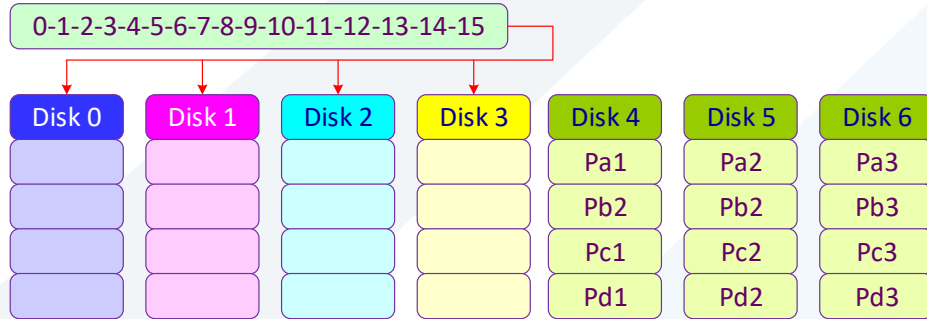 0-1-2-3-4-5-6-7-8-9-10-11-12-13-14-15
Disk 0 Disk 1 Disk 2 Disk 3 Disk 4 Disk 5 Disk 6
Pa1 Pa2 Pa3
Pb2 Pb2 Pb3
Pc1 Pc2 Pc3
Pd1 Pd2 Pd3